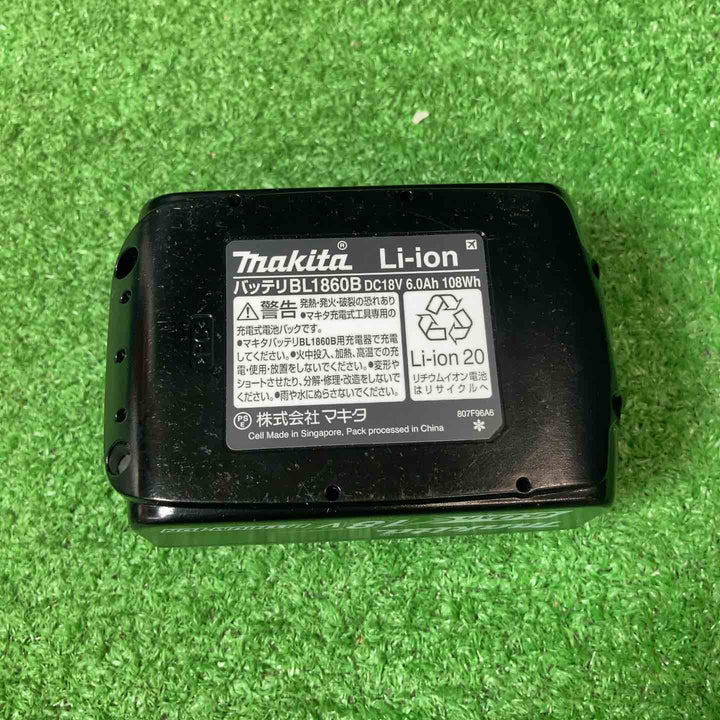 makita® Li-ion
バッテリBL1860B DC18V 6.0Ah 108Wh
警告 発熱・発火・破裂の恐れあり
●マキタ充電式工具専用の
充電式電池パックです。
●マキタバッテリBL1860B用充電器で充電
してください。●火中投入、加熱、高温での充
電・使用・放置をしないでください。●変形や
ショートさせたり、分解・修理・改造をしないで
ください。●雨や水にぬらさないでください。
Li-ion 20
リチウムイオン電池
はリサイクルへ
PS E 株式会社マキタ
807F96A6
Cell Made in Singapore, Pack processed in China
*
18V